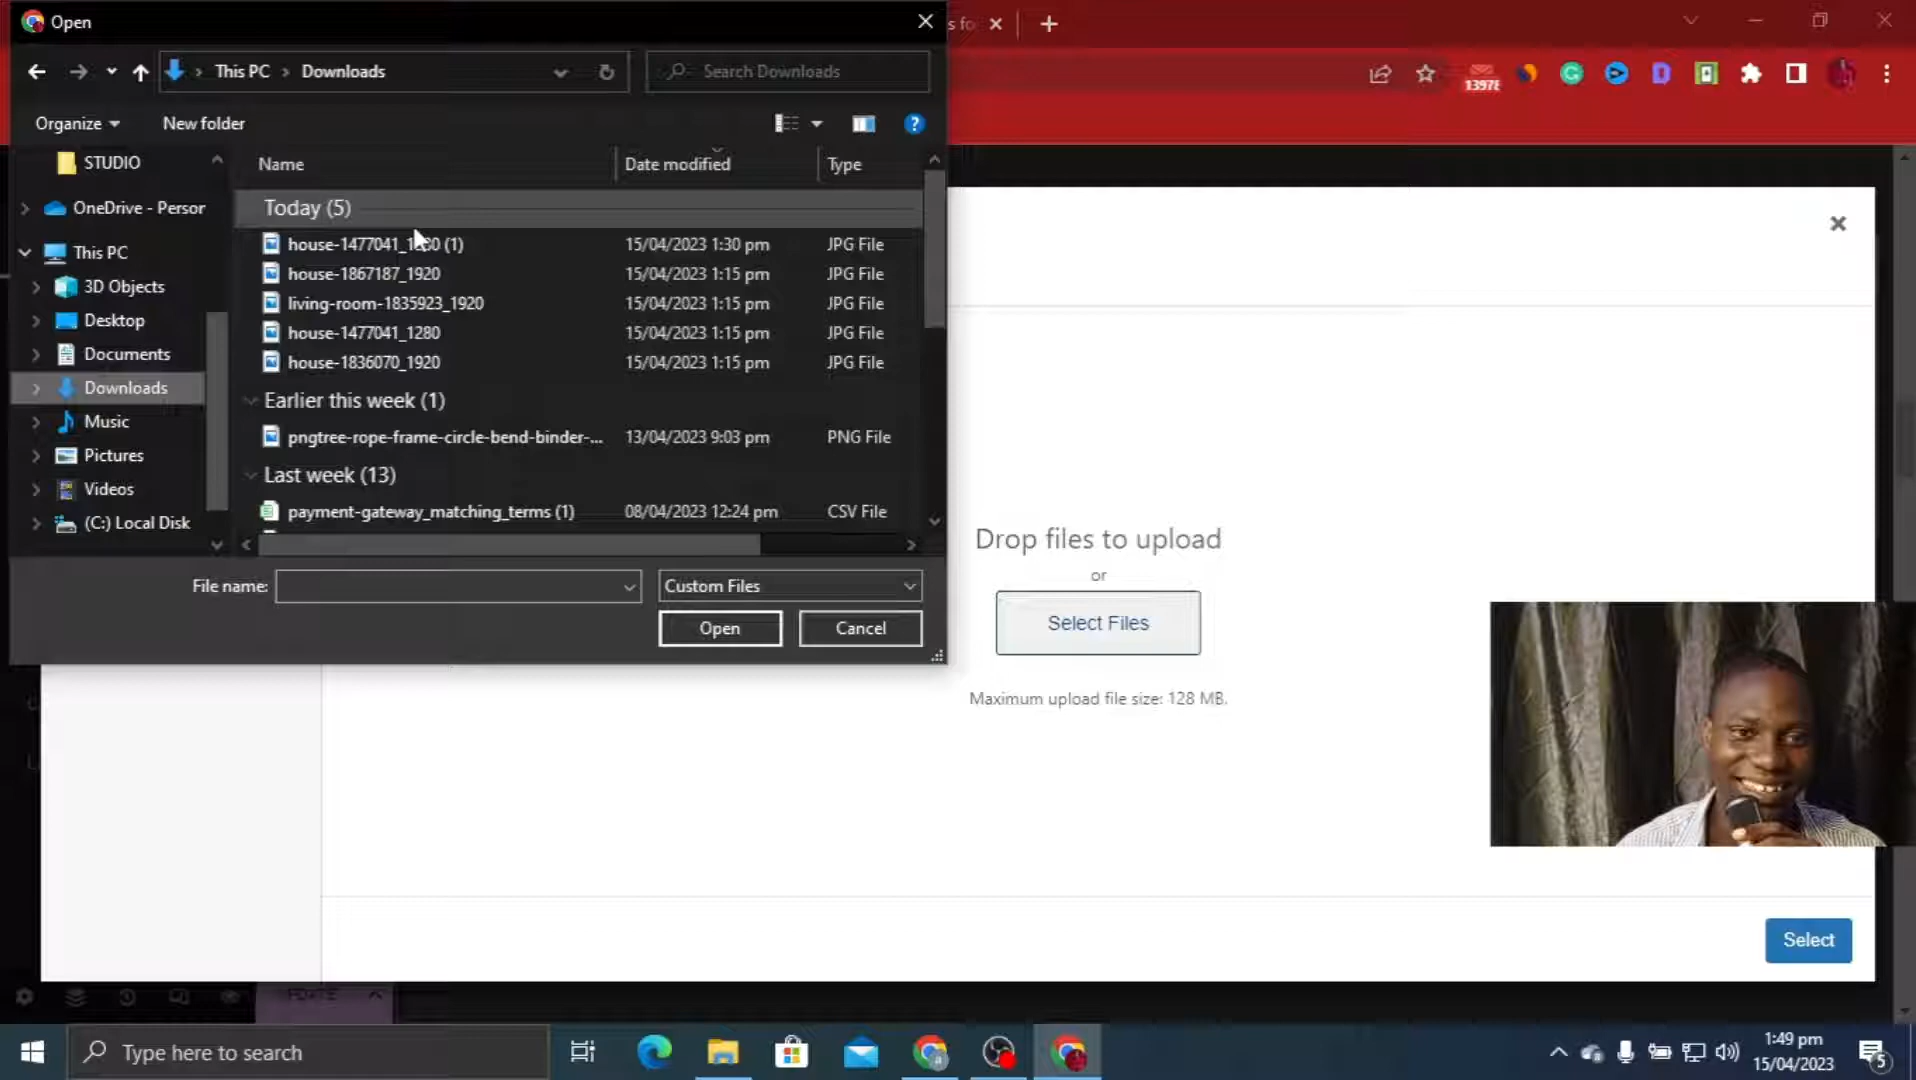 Open
s fo
This PC > Downloads
Search Downloads
1397
Organize
New folder
STUDIO
OneDrive - Person
This PC
3D Objects
Desktop
Documents
Downloads
Music
Pictures
Videos
(C:) Local Disk
Name
Date modified
Type
Today (5)
house-1477041_1280 (1) 15/04/2023 1:30 pm JPG File
house-1867187_1920 15/04/2023 1:15 pm JPG File
living-room-1835923_1920 15/04/2023 1:15 pm JPG File
house-1477041_1280 15/04/2023 1:15 pm JPG File
house-1836070_1920 15/04/2023 1:15 pm JPG File
Earlier this week (1)
pngtree-rope-frame-circle-bend-binder-... 13/04/2023 9:03 pm PNG File
Last week (13)
payment-gateway_matching_terms (1) 08/04/2023 12:24 pm CSV File
File name:
Custom Files
Open
Cancel
Drop files to upload
or
Select Files
Maximum upload file size: 128 MB.
Select
Type here to search
1:49 pm
15/04/2023
5